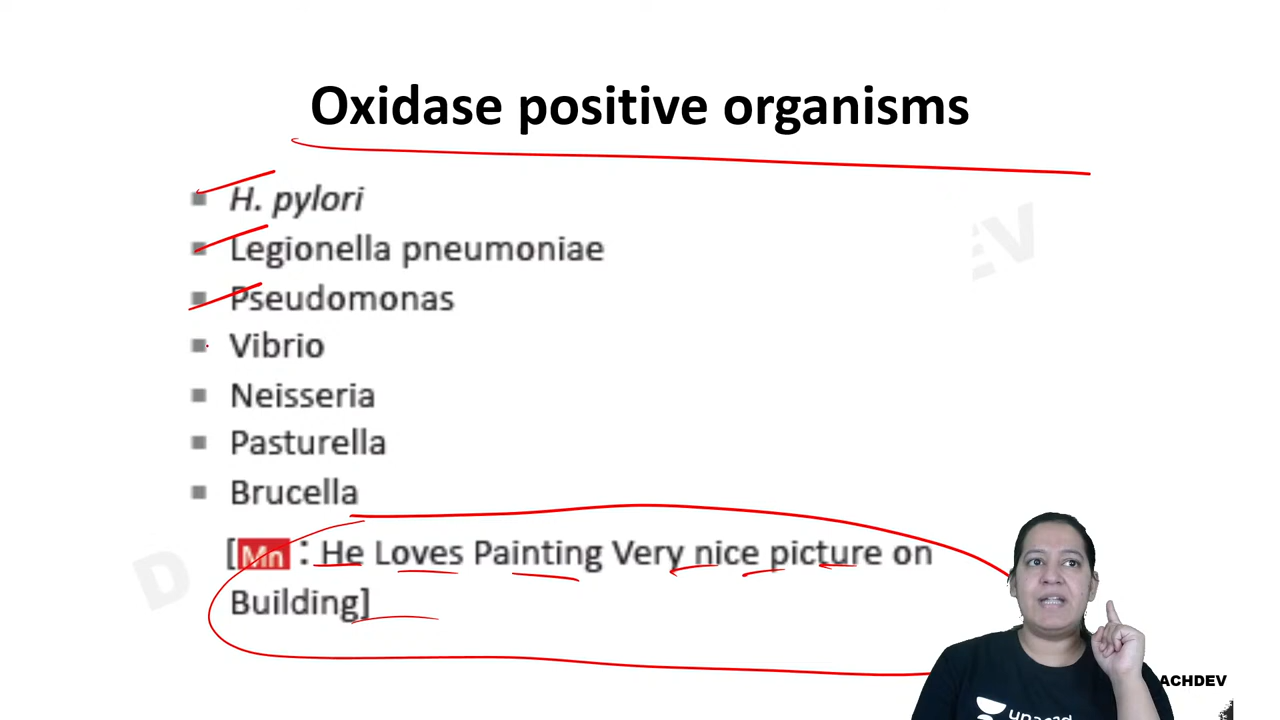 Oxidase positive organisms
H. pylori
Legionella pneumoniae
Pseudomonas
Vibrio
Neisseria
Pasturella
Brucella
[Mn : He Loves Painting Very nice picture on
Building]
EV
D
ACHDEV